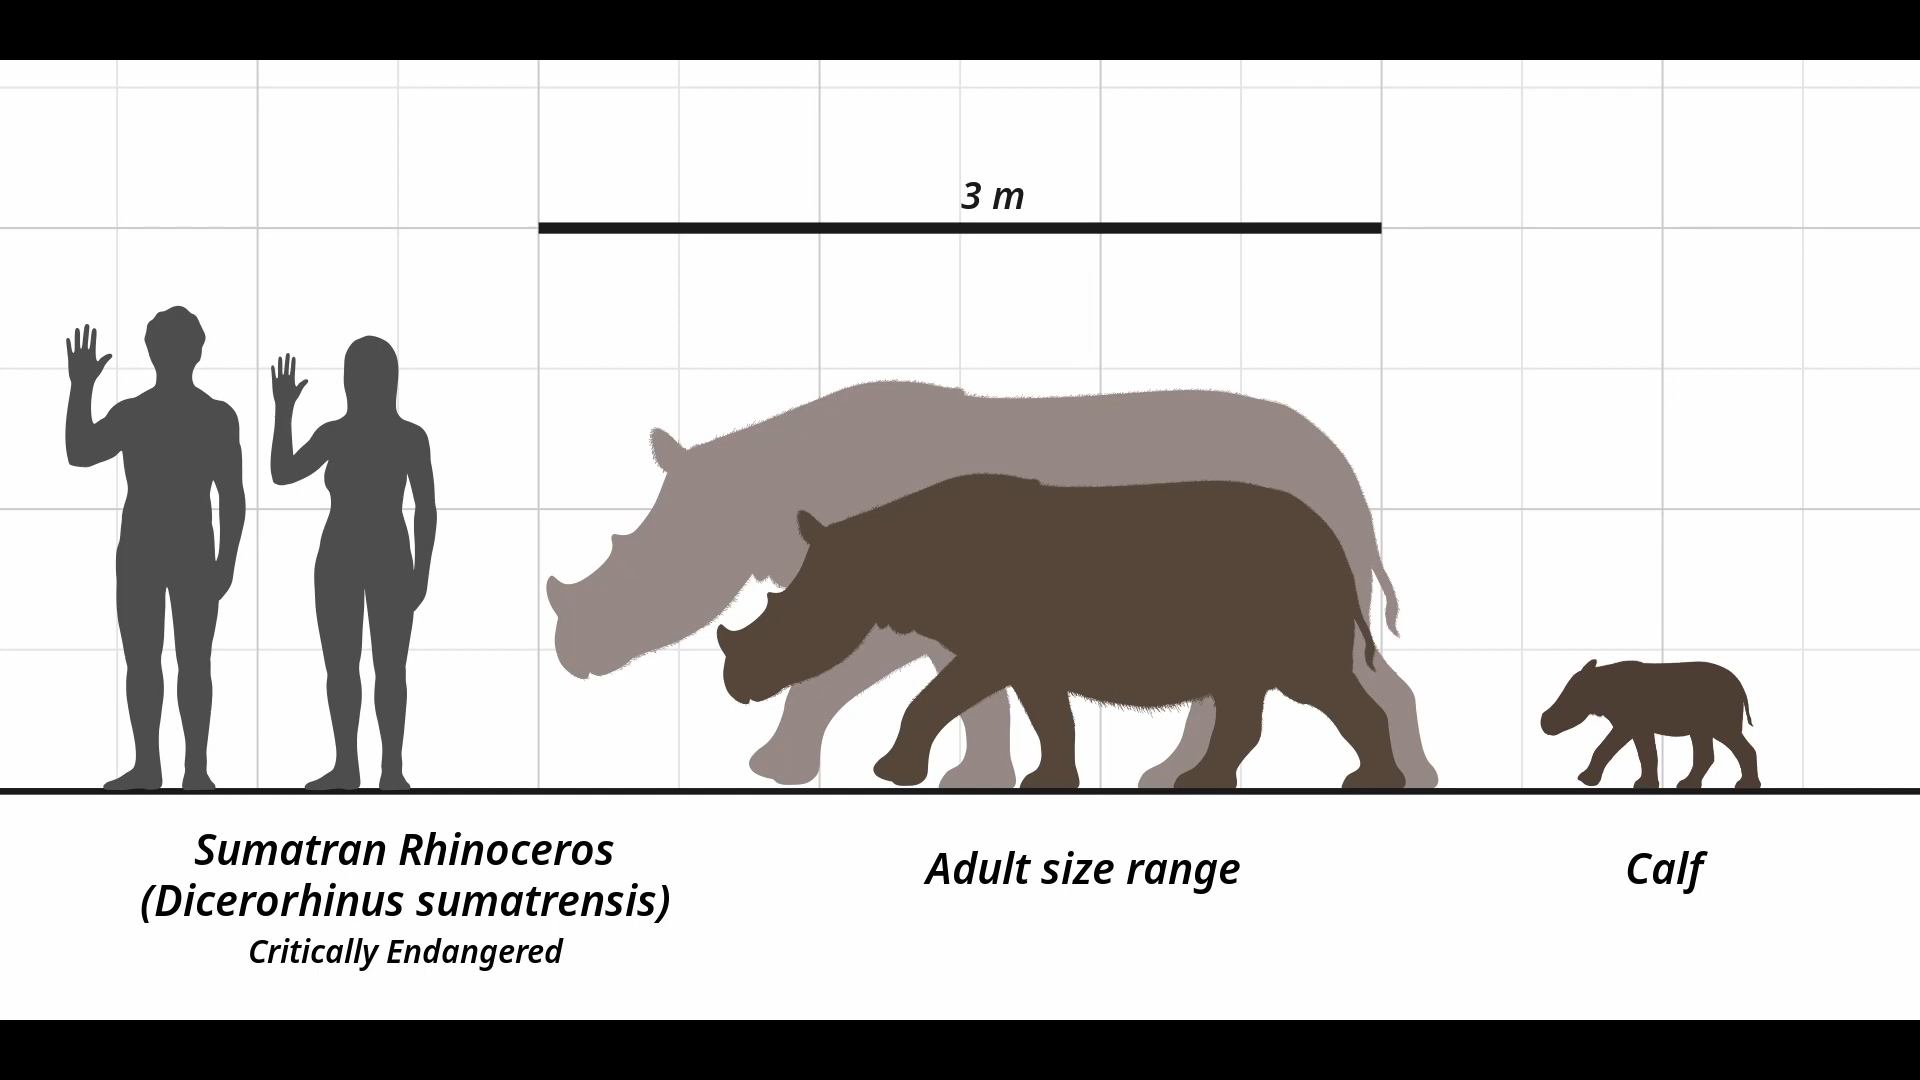 3 m
Sumatran Rhinoceros
(Dicerorhinus sumatrensis)
Critically Endangered
Adult size range
Calf